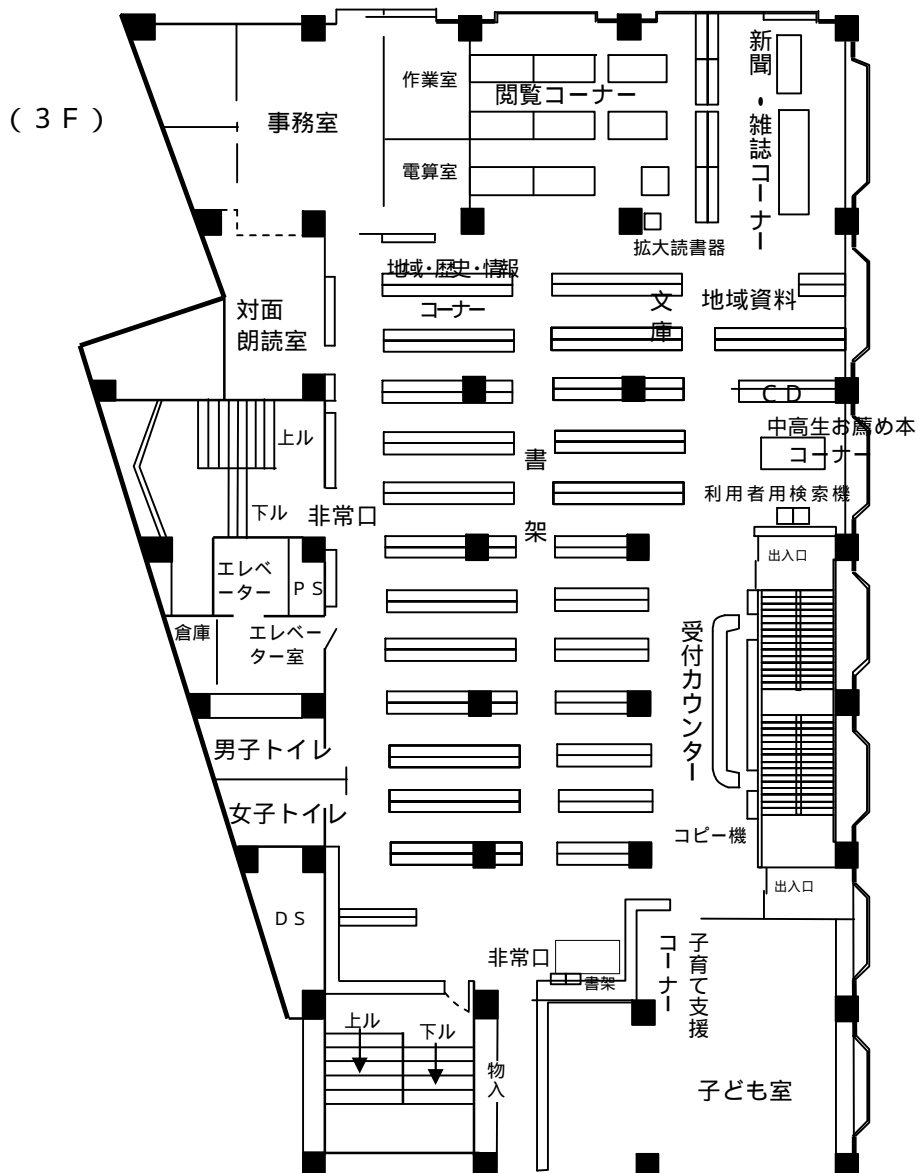 （３Ｆ）
事務室
作業室
電算室
閲覧コーナー
新聞・雑誌コーナー
拡大読書器
地域・歴史・情報
コーナー
文庫
地域資料
対面
朗読室
ＣＤ
中高生お薦め本
コーナー
上ル
下ル
非常口
書架
利用者用検索機
出入口
エレベ
ーター
ＰＳ
倉庫
エレベー
ター室
受付カウンター
男子トイレ
女子トイレ
コピー機
出入口
ＤＳ
非常口
書架
子育て支援
コーナー
上ル
下ル
物入
子ども室